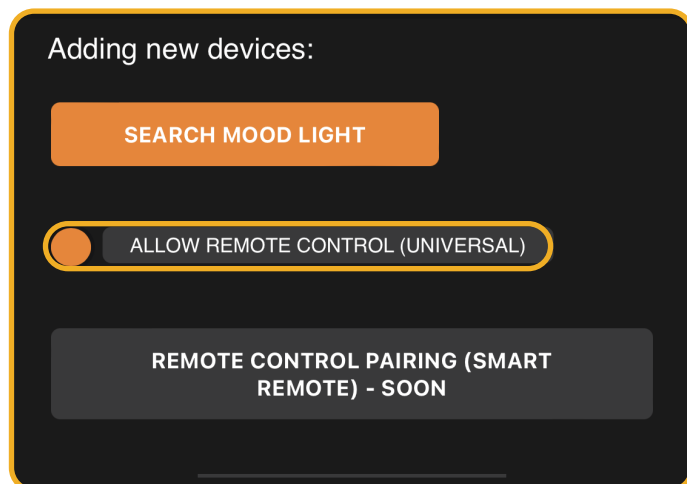 Adding new devices:
SEARCH MOOD LIGHT
ALLOW REMOTE CONTROL (UNIVERSAL)
REMOTE CONTROL PAIRING (SMART
REMOTE) - SOON